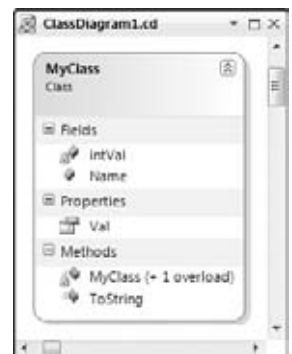 ClassDiagram1.cd
MyClass
Class
Fields
intVal
Name
Properties
Val
Methods
MyClass (+ 1 overload)
ToString